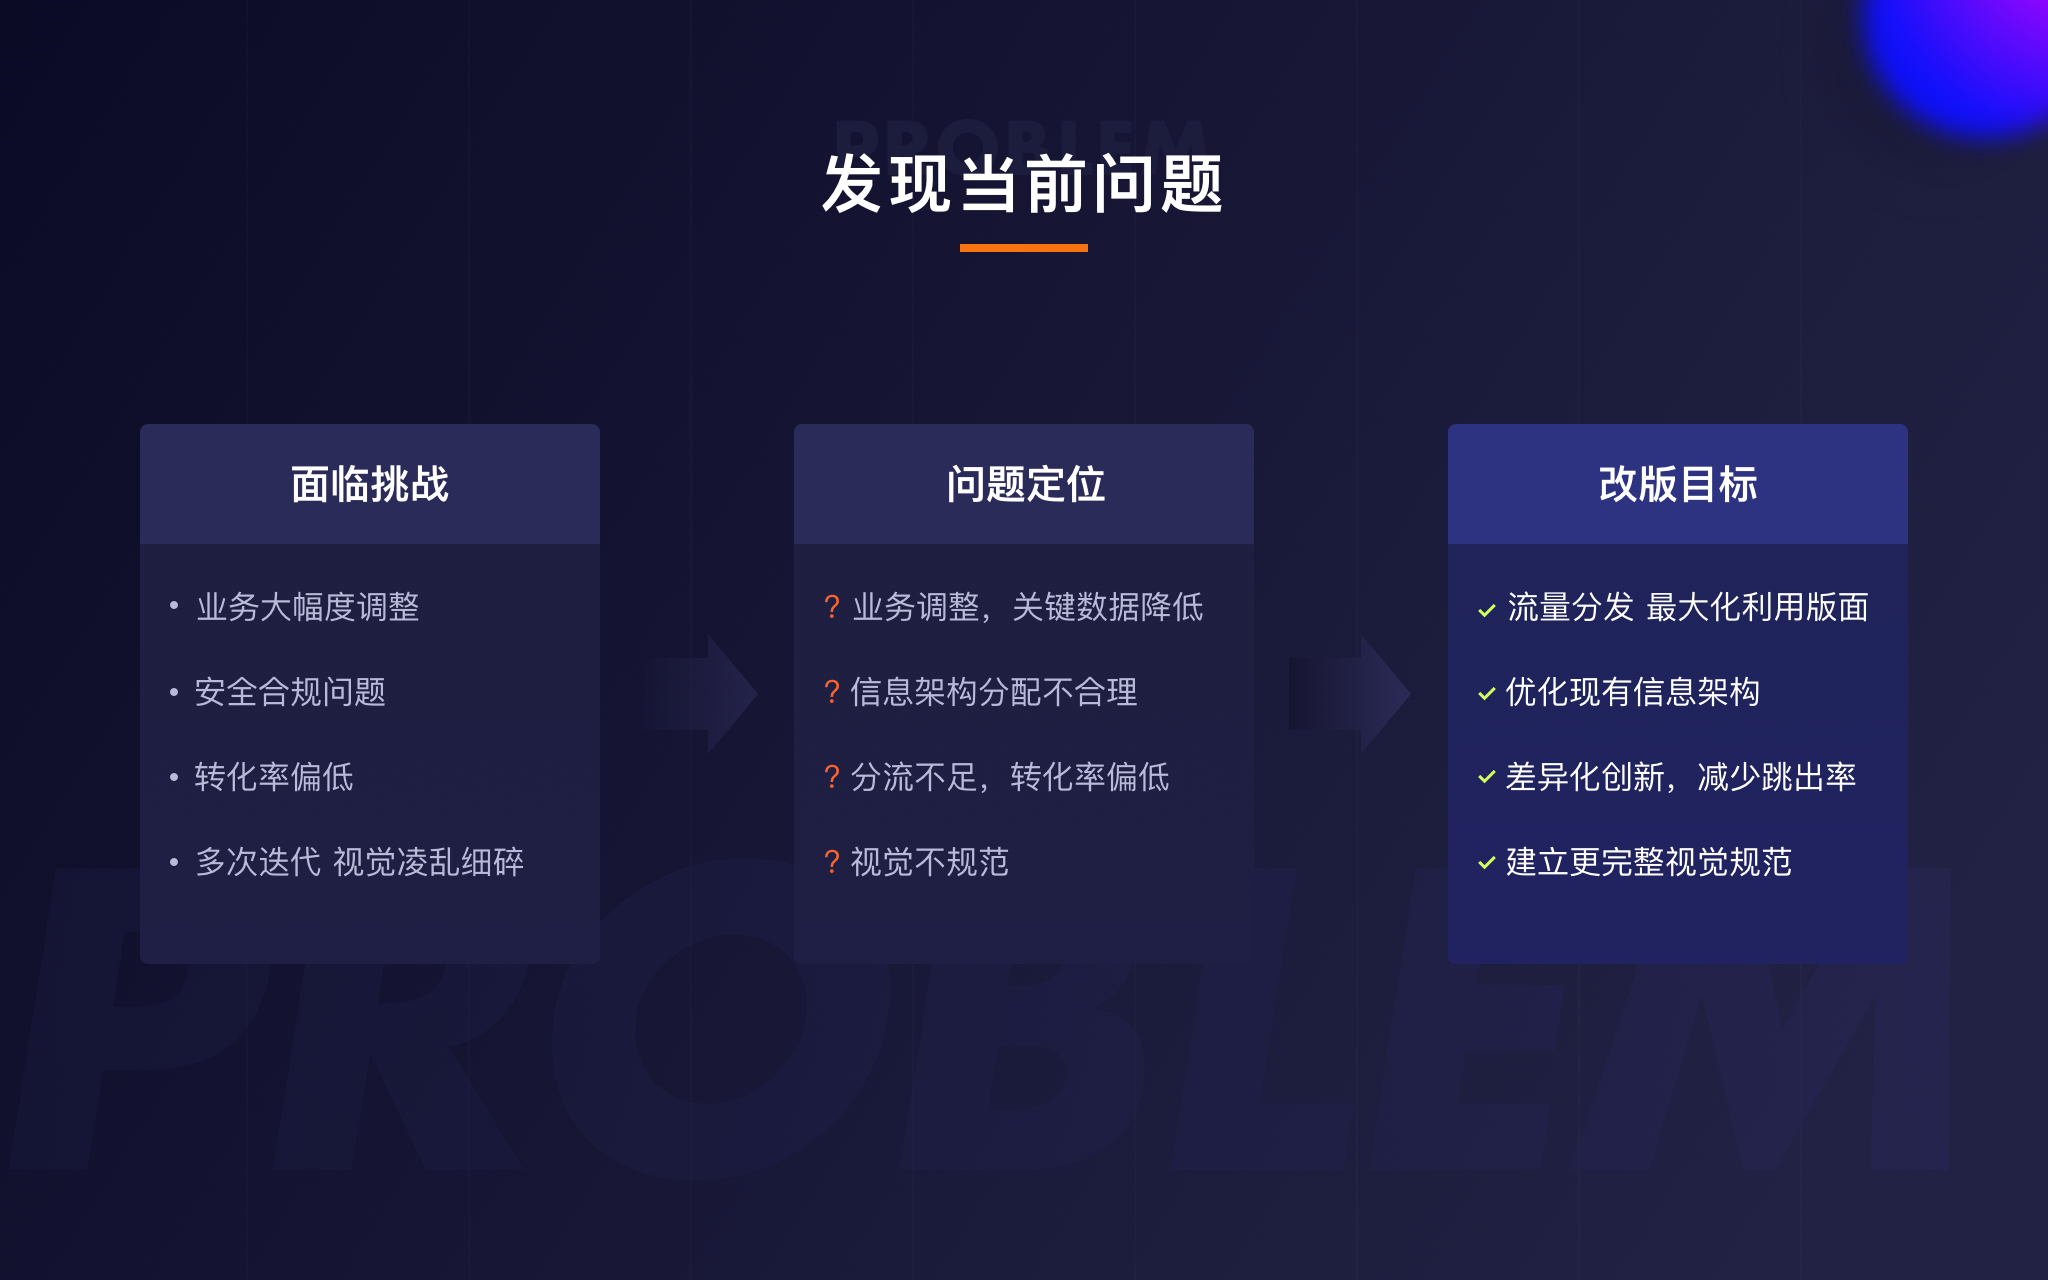 PROBLEM
发现当前问题
面临挑战
• 业务大幅度调整
• 安全合规问题
• 转化率偏低
• 多次迭代 视觉凌乱细碎
问题定位
? 业务调整，关键数据降低
? 信息架构分配不合理
? 分流不足，转化率偏低
? 视觉不规范
改版目标
✓ 流量分发 最大化利用版面
✓ 优化现有信息架构
✓ 差异化创新，减少跳出率
✓ 建立更完整视觉规范
PROBLEM